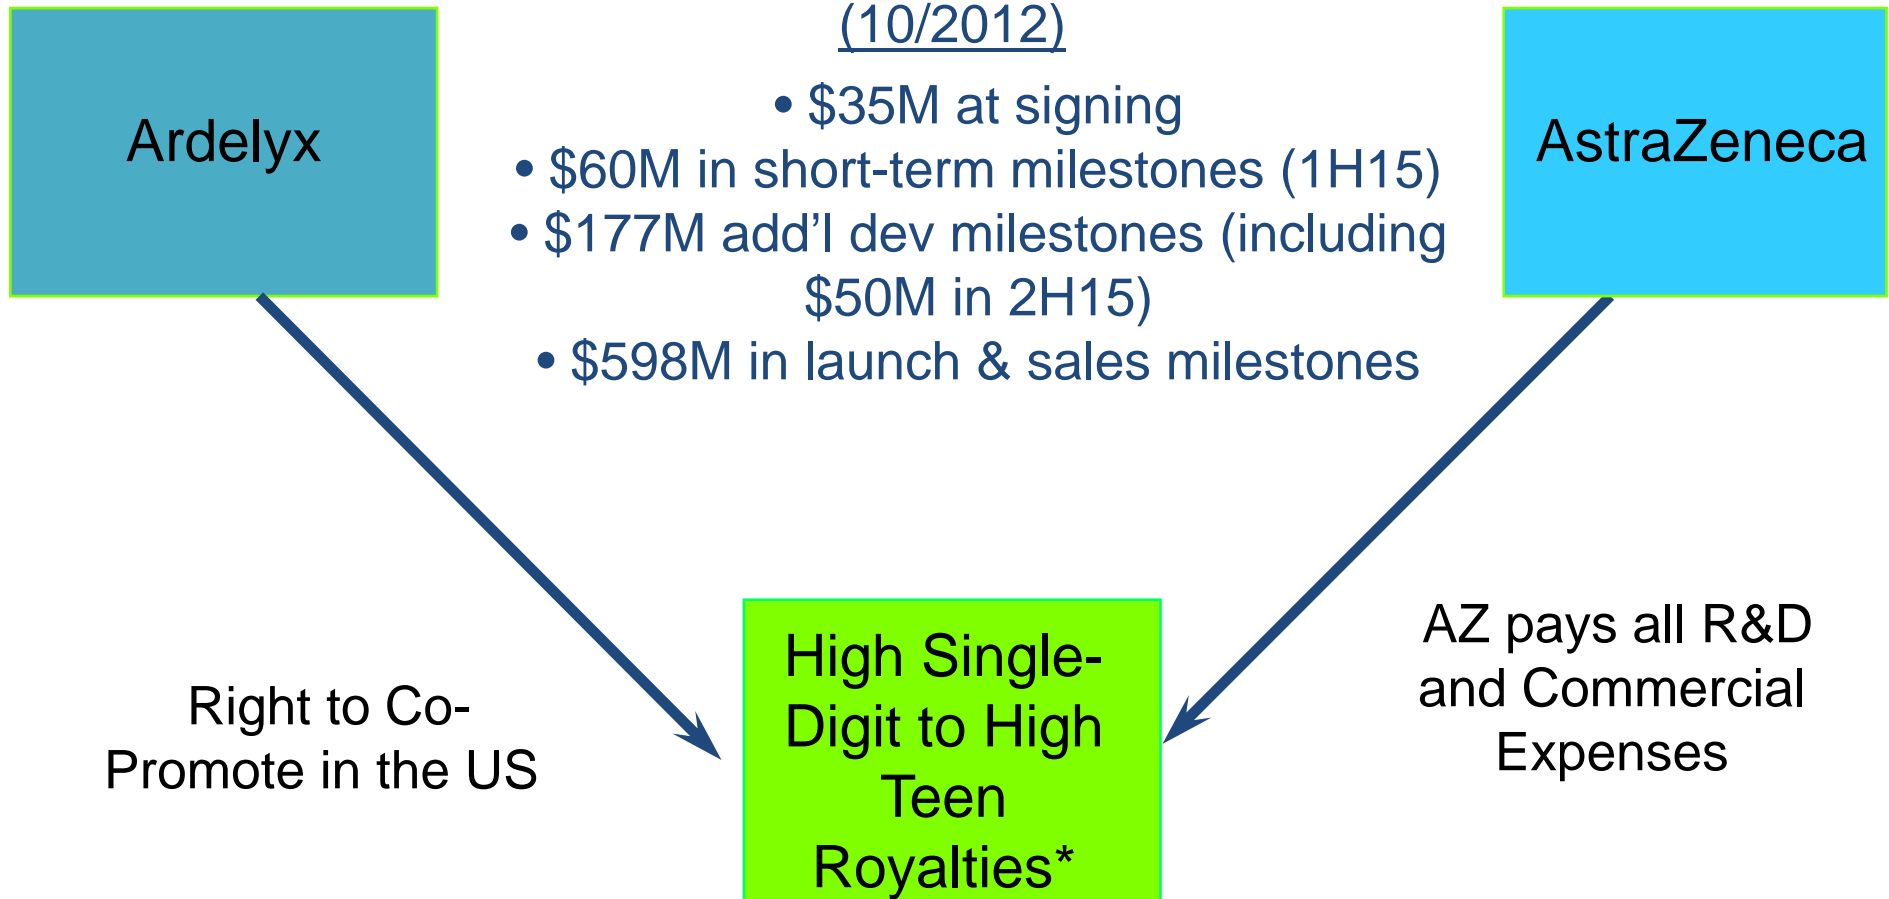 (10/2012)
• $35M at signing
• $60M in short-term milestones (1H15)
• $177M add’l dev milestones (including
$50M in 2H15)
• $598M in launch & sales milestones
Ardelyx
AstraZeneca
Right to Co-
Promote in the US
High Single-
Digit to High
Teen
Royalties*
AZ pays all R&D
and Commercial
Expenses